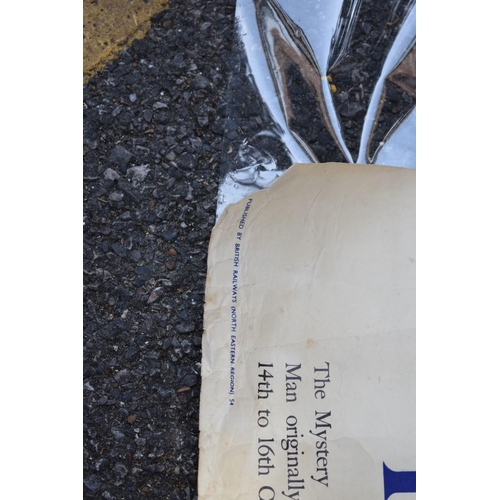 PUBLISHED BY BRITISH RAILWAYS (NORTH EASTERN REGION) 54
The Mystery
Man originally
14th to 16th C